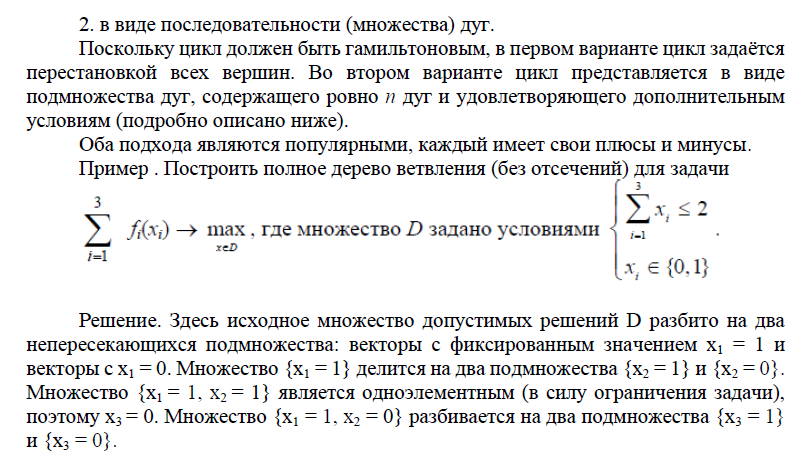 2. в виде последовательности (множества) дуг.
Поскольку цикл должен быть гамильтоновым, в первом варианте цикл задаётся
перестановкой всех вершин. Во втором варианте цикл представляется в виде
подмножества дуг, содержащего ровно n дуг и удовлетворяющего дополнительным
условиям (подробно описано ниже).
Оба подхода являются популярными, каждый имеет свои плюсы и минусы.
Пример . Построить полное дерево ветвления (без отсечений) для задачи
∑_{i=1}^{3} f_i(x_i) → max_{x∈D} , где множество D задано условиями { ∑_{i=1}^{3} x_i ≤ 2
x_i ∈ {0,1} .
Решение. Здесь исходное множество допустимых решений D разбито на два
непересекающихся подмножества: векторы с фиксированным значением x₁ = 1 и
векторы с x₁ = 0. Множество {x₁ = 1} делится на два подмножества {x₂ = 1} и {x₂ = 0}.
Множество {x₁ = 1, x₂ = 1} является одноэлементным (в силу ограничения задачи),
поэтому x₃ = 0. Множество {x₁ = 1, x₂ = 0} разбивается на два подмножества {x₃ = 1}
и {x₃ = 0}.